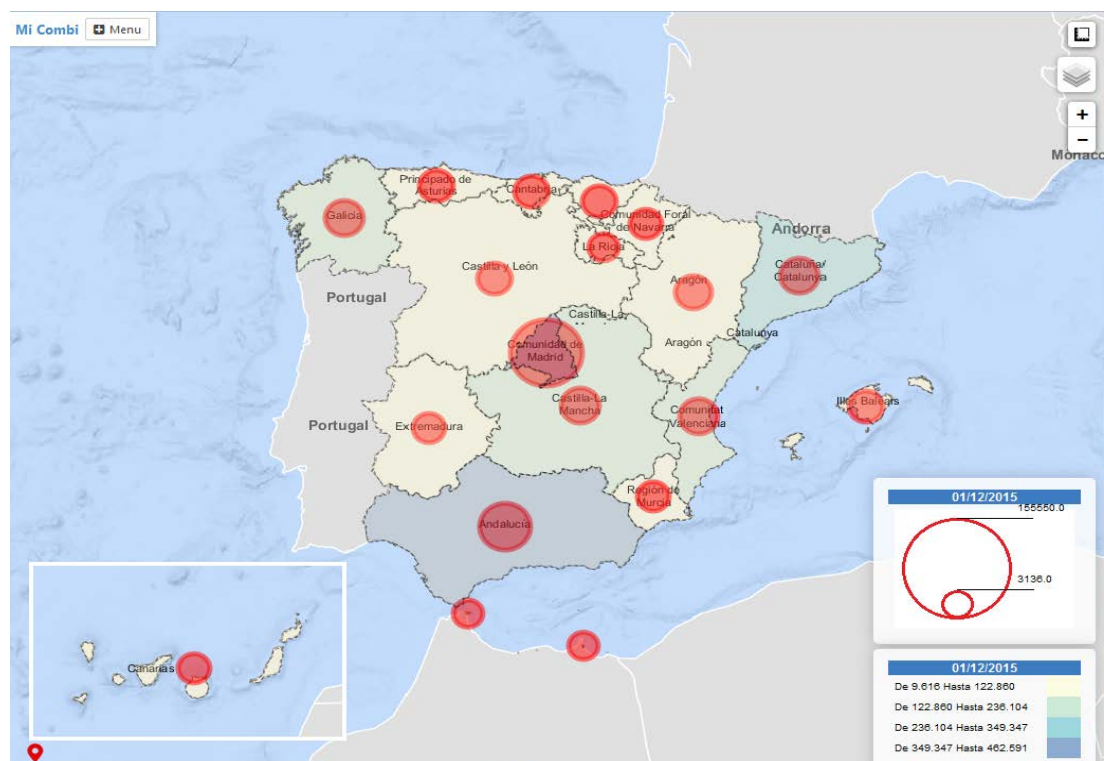 Mi Combi
Menu
+
−
Mónaco
Principado de
Asturias
Cantabria
Galicia
Comunidad Foral
de Navarra
La Rioja
Andorra
Castilla y León
Cataluña/
Catalunya
Aragón
Portugal
Castilla-La
Catalunya
Comunidad de
Madrid
Aragón
Castilla-La
Mancha
Illes Balears
Comunitat
Valenciana
Portugal
Extremadura
Región de
Murcia
Andalucía
Canarias
01/12/2015
155550.0
3136.0
01/12/2015
De 9.616 Hasta 122.860
De 122.860 Hasta 236.104
De 236.104 Hasta 349.347
De 349.347 Hasta 462.591